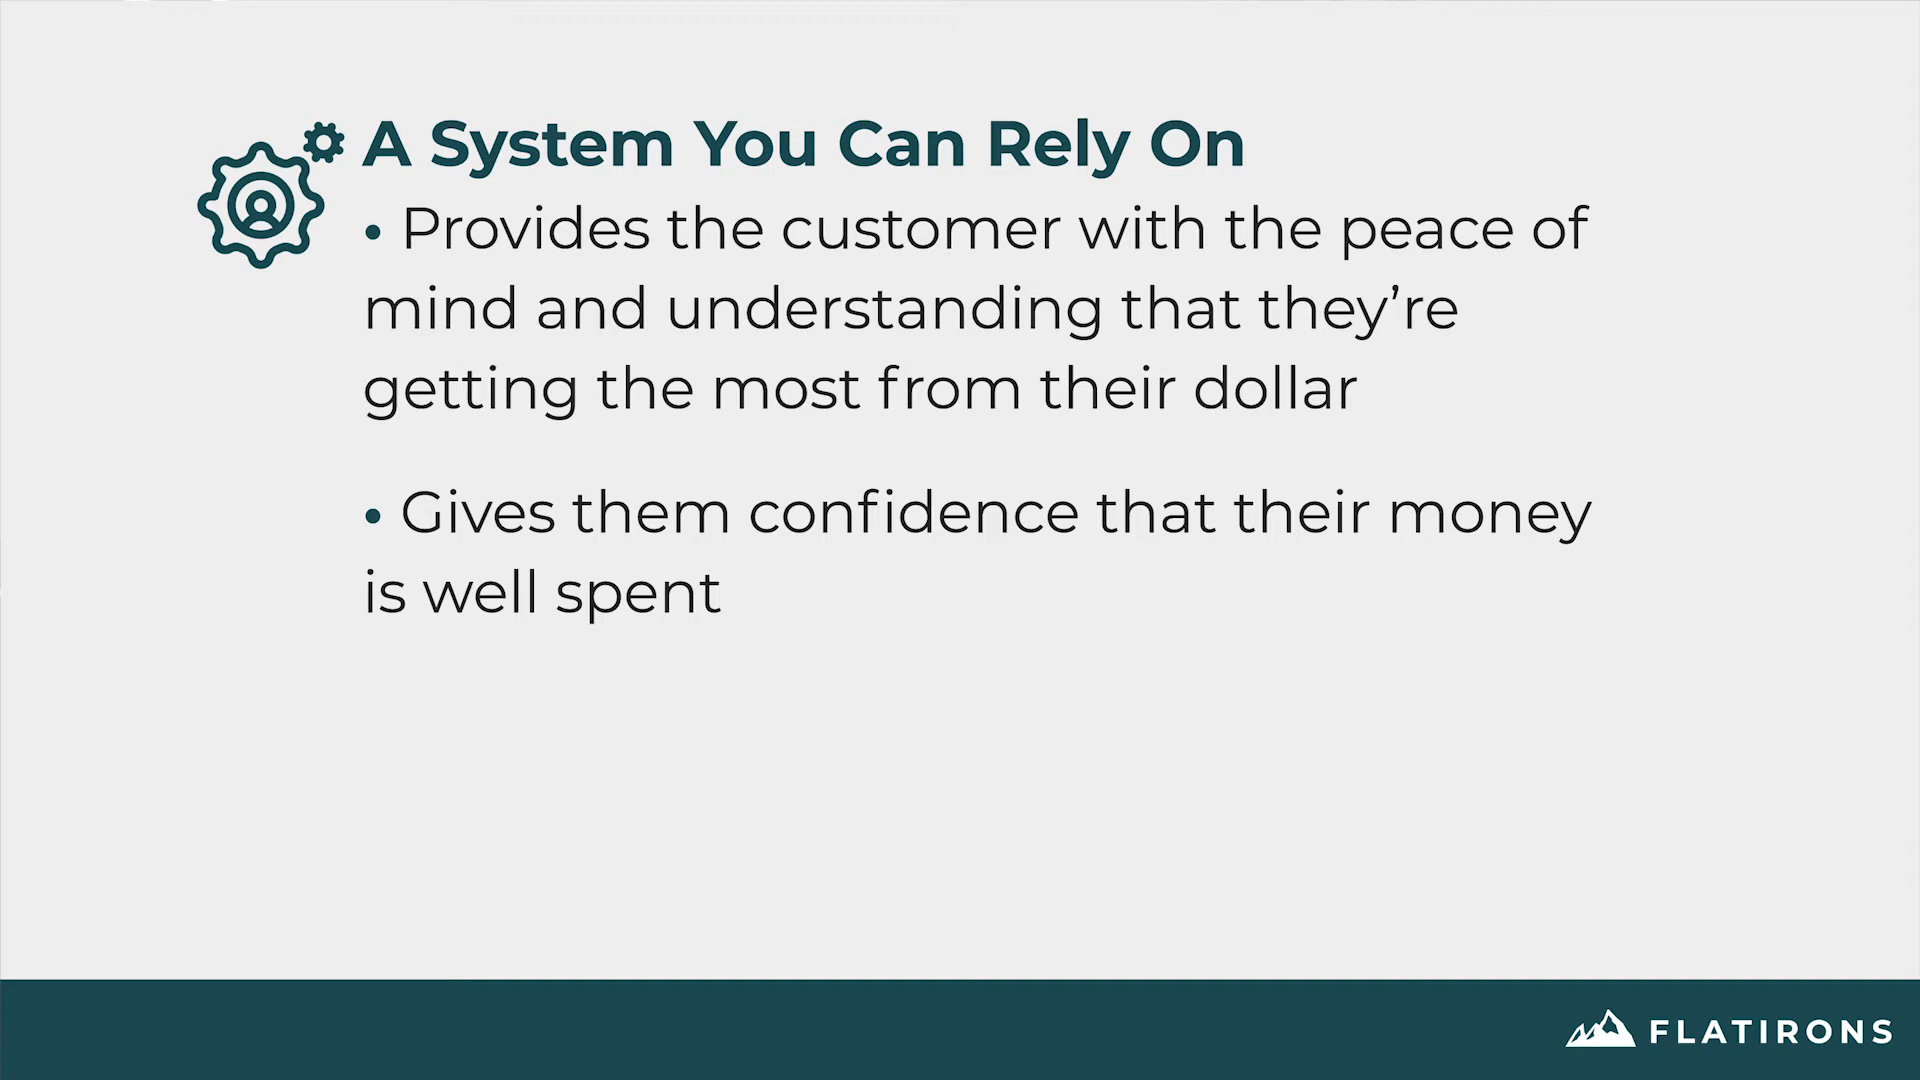 A System You Can Rely On
• Provides the customer with the peace of
mind and understanding that they’re
getting the most from their dollar
• Gives them confidence that their money
is well spent
FLATIRONS